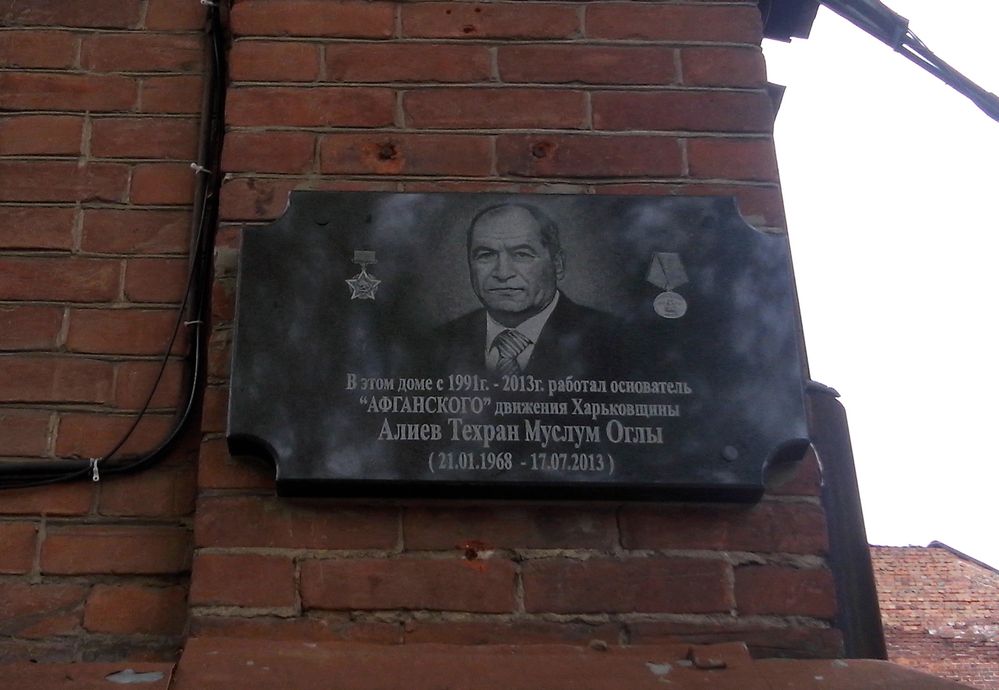 В этом доме с 1991г. - 2013г. работал основатель
“АФГАНСКОГО” движения Харьковщины
Алиев Техран Муслум Оглы
( 21.01.1968 - 17.07.2013 )